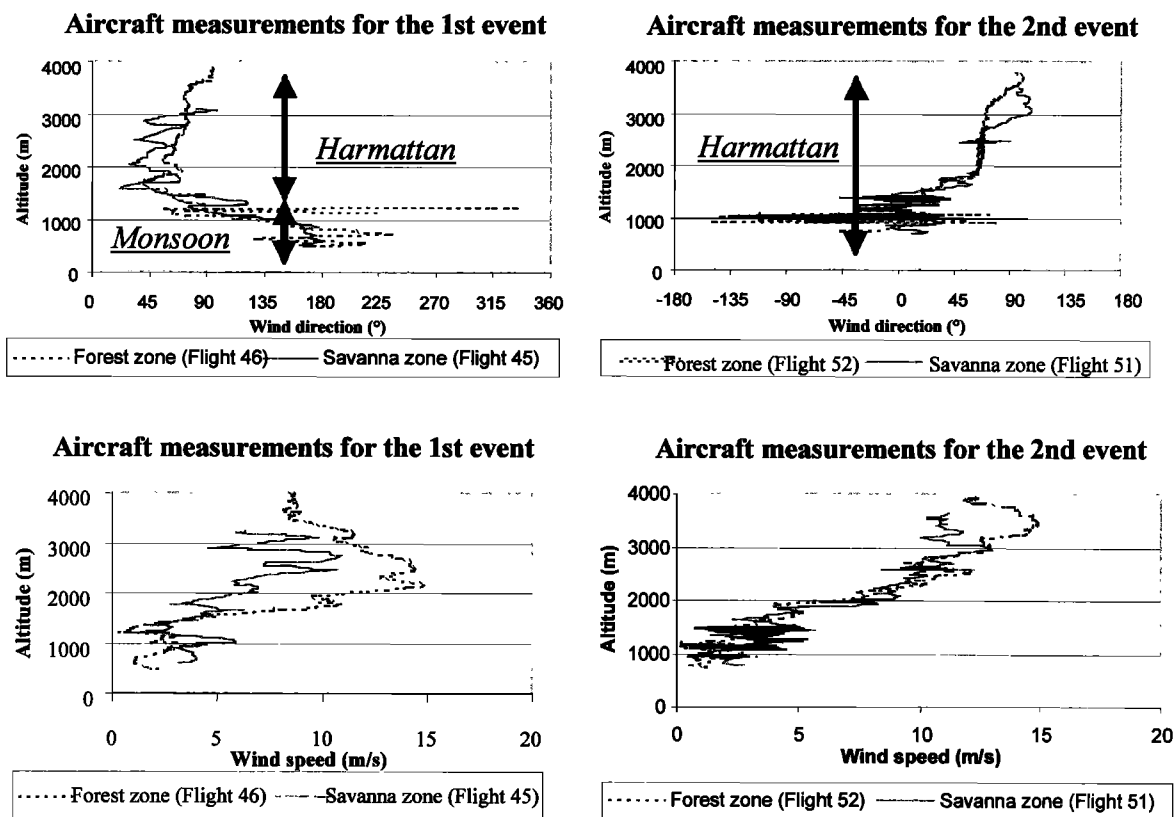 Aircraft measurements for the 1st event
4000
3000
2000
1000
0
Altitude (m)
Harmattan
Monsoon
0 45 90 135 180 225 270 315 360
Wind direction (°)
Forest zone (Flight 46) Savanna zone (Flight 45)
Aircraft measurements for the 2nd event
4000
3000
2000
1000
0
Altitude (m)
Harmattan
-180 -135 -90 -45 0 45 90 135 180
Wind direction (°)
Forest zone (Flight 52) Savanna zone (Flight 51)
Aircraft measurements for the 1st event
4000
3000
2000
1000
0
Altitude (m)
0 5 10 15 20
Wind speed (m/s)
Forest zone (Flight 46) Savanna zone (Flight 45)
Aircraft measurements for the 2nd event
4000
3000
2000
1000
0
Altitude (m)
0 5 10 15 20
Wind speed (m/s)
Forest zone (Flight 52) Savanna zone (Flight 51)